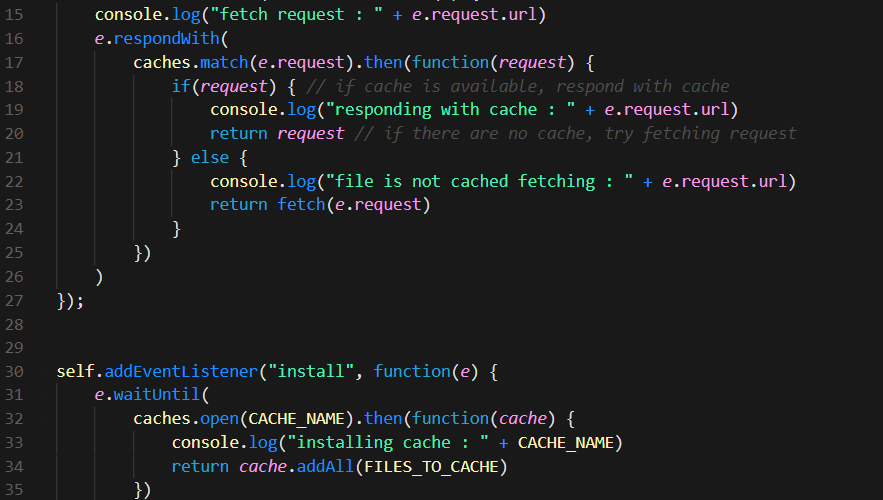 15 console.log("fetch request : " + e.request.url)
16 e.respondWith(
17 caches.match(e.request).then(function(request) {
18 if(request) { // if cache is available, respond with cache
19 console.log("responding with cache : " + e.request.url)
20 return request // if there are no cache, try fetching request
21 } else {
22 console.log("file is not cached fetching : " + e.request.url)
23 return fetch(e.request)
24 }
25 })
26 )
27 });
28
29
30 self.addEventListener("install", function(e) {
31 e.waitUntil(
32 caches.open(CACHE_NAME).then(function(cache) {
33 console.log("installing cache : " + CACHE_NAME)
34 return cache.addAll(FILES_TO_CACHE)
35 })